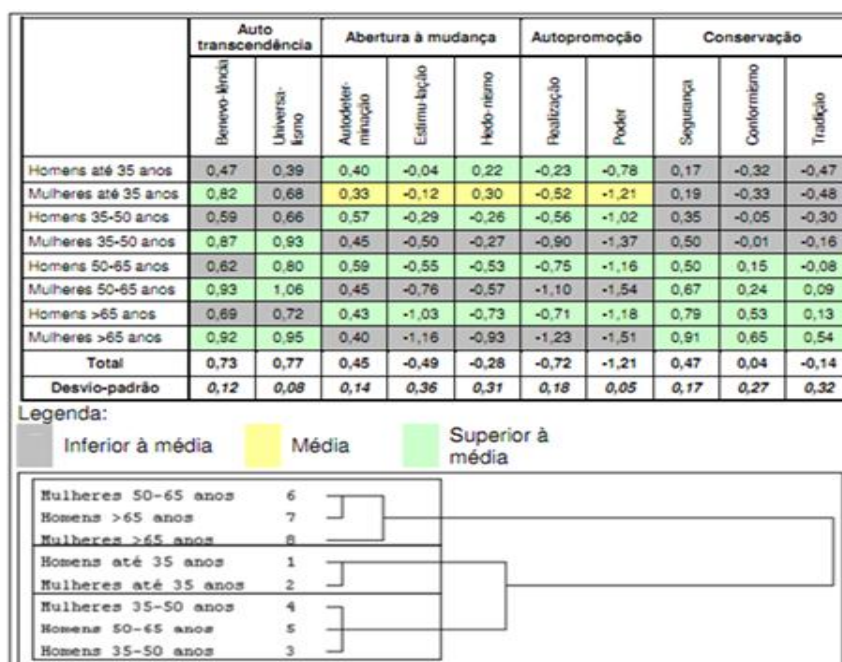 Auto transcendência Abertura à mudança Autopromoção Conservação
Benevo-lência Universa-lismo Autodeter-minação Estimu-lação Hedo-nismo Realização Poder Segurança Conformismo Tradição
Homens até 35 anos 0,47 0,39 0,40 -0,04 0,22 -0,23 -0,78 0,17 -0,32 -0,47
Mulheres até 35 anos 0,82 0,68 0,33 -0,12 0,30 -0,52 -1,21 0,19 -0,33 -0,48
Homens 35-50 anos 0,59 0,66 0,57 -0,29 -0,26 -0,56 -1,02 0,35 -0,05 -0,30
Mulheres 35-50 anos 0,87 0,93 0,45 -0,50 -0,27 -0,90 -1,37 0,50 -0,01 -0,16
Homens 50-65 anos 0,62 0,80 0,59 -0,55 -0,53 -0,75 -1,16 0,50 0,15 -0,08
Mulheres 50-65 anos 0,93 1,06 0,45 -0,76 -0,57 -1,10 -1,54 0,67 0,24 0,09
Homens >65 anos 0,69 0,72 0,43 -1,03 -0,73 -0,71 -1,18 0,79 0,53 0,13
Mulheres >65 anos 0,92 0,95 0,40 -1,16 -0,93 -1,23 -1,51 0,91 0,65 0,54
Total 0,73 0,77 0,45 -0,49 -0,28 -0,72 -1,21 0,47 0,04 -0,14
Desvio-padrão 0,12 0,08 0,14 0,36 0,31 0,18 0,05 0,17 0,27 0,32
Legenda:
Inferior à média Média Superior à média
Mulheres 50-65 anos 6
Homens >65 anos 7
Mulheres >65 anos 8
Homens até 35 anos 1
Mulheres até 35 anos 2
Mulheres 35-50 anos 4
Homens 50-65 anos 5
Homens 35-50 anos 3